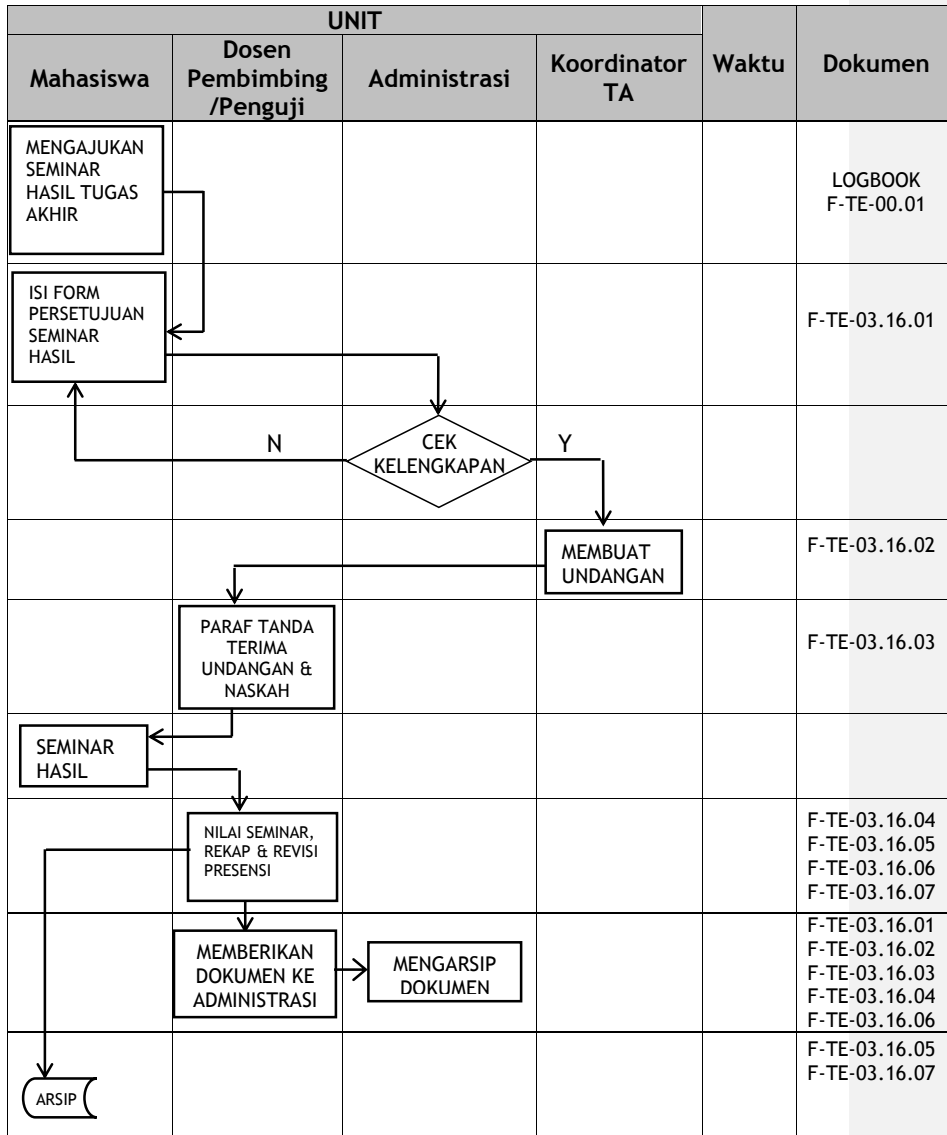 UNIT
Mahasiswa
Dosen
Pembimbing
/Penguji
Administrasi
Koordinator
TA
Waktu
Dokumen
MENGAJUKAN
SEMINAR
HASIL TUGAS
AKHIR
LOGBOOK
F-TE-00.01
ISI FORM
PERSETUJUAN
SEMINAR
HASIL
F-TE-03.16.01
N
CEK
KELENGKAPAN
Y
MEMBUAT
UNDANGAN
F-TE-03.16.02
PARAF TANDA
TERIMA
UNDANGAN &
NASKAH
F-TE-03.16.03
SEMINAR
HASIL
NILAI SEMINAR,
REKAP & REVISI
PRESENSI
F-TE-03.16.04
F-TE-03.16.05
F-TE-03.16.06
F-TE-03.16.07
MEMBERIKAN
DOKUMEN KE
ADMINISTRASI
MENGARSIP
DOKUMEN
F-TE-03.16.01
F-TE-03.16.02
F-TE-03.16.03
F-TE-03.16.04
F-TE-03.16.06
ARSIP
F-TE-03.16.05
F-TE-03.16.07